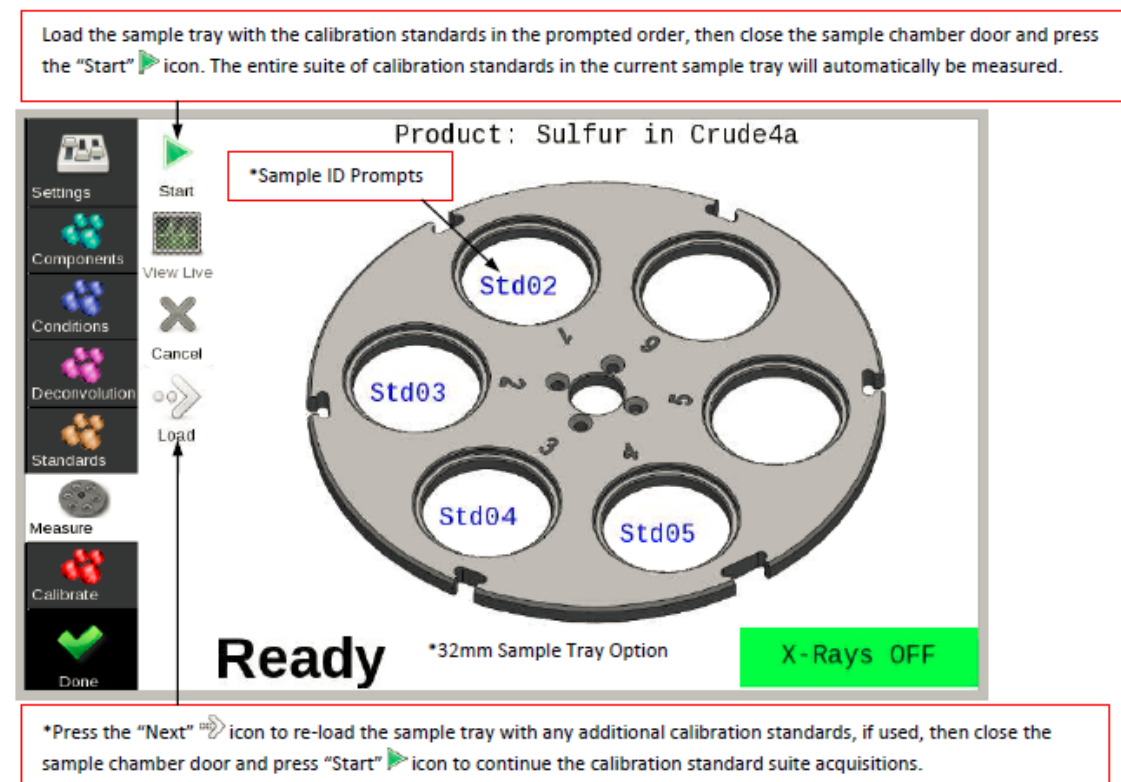 Load the sample tray with the calibration standards in the prompted order, then close the sample chamber door and press
the “Start” icon. The entire suite of calibration standards in the current sample tray will automatically be measured.
Product: Sulfur in Crude4a
Settings
Start
*Sample ID Prompts
Components
View Live
Conditions
Cancel
Deconvolution
Load
Standards
Measure
Calibrate
Done
Std02
Std03
Std04
Std05
1
2
3
4
5
6
Ready
*32mm Sample Tray Option
X-Rays OFF
*Press the “Next” icon to re-load the sample tray with any additional calibration standards, if used, then close the
sample chamber door and press “Start” icon to continue the calibration standard suite acquisitions.